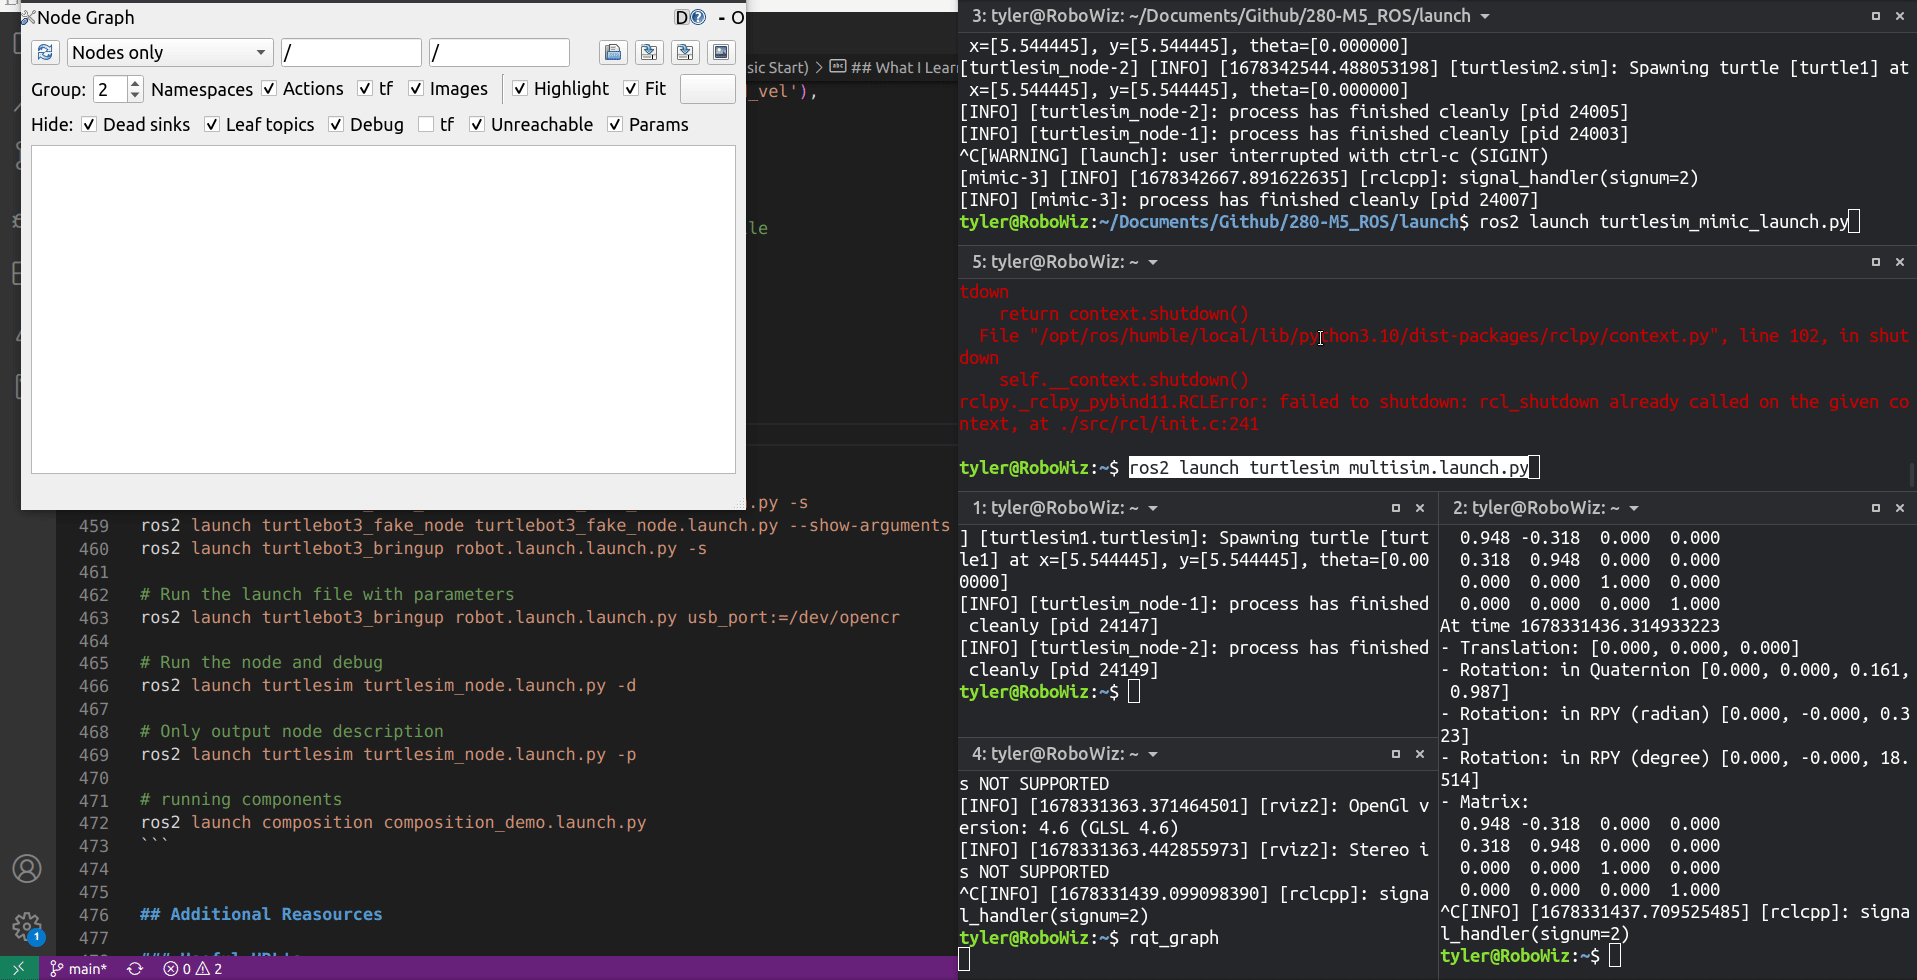 Node Graph
D - O
Nodes only / /
Group: 2 Namespaces Actions tf Images Highlight Fit
Hide: Dead sinks Leaf topics Debug tf Unreachable Params
sic Start) > ## What I Lear
_vel'),
le
.py -s
459 ros2 launch turtlebot3_fake_node turtlebot3_fake_node.launch.py --show-arguments
460 ros2 launch turtlebot3_bringup robot.launch.launch.py -s
461
462 # Run the launch file with parameters
463 ros2 launch turtlebot3_bringup robot.launch.launch.py usb_port:=/dev/opencr
464
465 # Run the node and debug
466 ros2 launch turtlesim turtlesim_node.launch.py -d
467
468 # Only output node description
469 ros2 launch turtlesim turtlesim_node.launch.py -p
470
471 # running components
472 ros2 launch composition composition_demo.launch.py
473 ```
474
475
476 ## Additional Reasources
477
1
main* 0 2
3: tyler@RoboWiz: ~/Documents/Github/280-M5_ROS/launch
x=[5.544445], y=[5.544445], theta=[0.000000]
[turtlesim_node-2] [INFO] [1678342544.488053198] [turtlesim2.sim]: Spawning turtle [turtle1] at
x=[5.544445], y=[5.544445], theta=[0.000000]
[INFO] [turtlesim_node-2]: process has finished cleanly [pid 24005]
[INFO] [turtlesim_node-1]: process has finished cleanly [pid 24003]
^C[WARNING] [launch]: user interrupted with ctrl-c (SIGINT)
[mimic-3] [INFO] [1678342667.891622635] [rclcpp]: signal_handler(signum=2)
[INFO] [mimic-3]: process has finished cleanly [pid 24007]
tyler@RoboWiz:~/Documents/Github/280-M5_ROS/launch$ ros2 launch turtlesim_mimic_launch.py
5: tyler@RoboWiz: ~
tdown
return context.shutdown()
File "/opt/ros/humble/local/lib/python3.10/dist-packages/rclpy/context.py", line 102, in shut
down
self.__context.shutdown()
rclpy._rclpy_pybind11.RCLError: failed to shutdown: rcl_shutdown already called on the given co
ntext, at ./src/rcl/init.c:241
tyler@RoboWiz:~$ ros2 launch turtlesim multisim.launch.py
1: tyler@RoboWiz: ~
] [turtlesim1.turtlesim]: Spawning turtle [turt
le1] at x=[5.544445], y=[5.544445], theta=[0.00
0000]
[INFO] [turtlesim_node-1]: process has finished
cleanly [pid 24147]
[INFO] [turtlesim_node-2]: process has finished
cleanly [pid 24149]
tyler@RoboWiz:~$
4: tyler@RoboWiz: ~
s NOT SUPPORTED
[INFO] [1678331363.371464501] [rviz2]: OpenGl v
ersion: 4.6 (GLSL 4.6)
[INFO] [1678331363.442855973] [rviz2]: Stereo i
s NOT SUPPORTED
^C[INFO] [1678331439.099098390] [rclcpp]: signa
l_handler(signum=2)
tyler@RoboWiz:~$ rqt_graph
2: tyler@RoboWiz: ~
0.948 -0.318 0.000 0.000
0.318 0.948 0.000 0.000
0.000 0.000 1.000 0.000
0.000 0.000 0.000 1.000
At time 1678331436.314933223
- Translation: [0.000, 0.000, 0.000]
- Rotation: in Quaternion [0.000, 0.000, 0.161,
0.987]
- Rotation: in RPY (radian) [0.000, -0.000, 0.3
23]
- Rotation: in RPY (degree) [0.000, -0.000, 18.
514]
- Matrix:
0.948 -0.318 0.000 0.000
0.318 0.948 0.000 0.000
0.000 0.000 1.000 0.000
0.000 0.000 0.000 1.000
^C[INFO] [1678331437.709525485] [rclcpp]: signa
l_handler(signum=2)
tyler@RoboWiz:~$